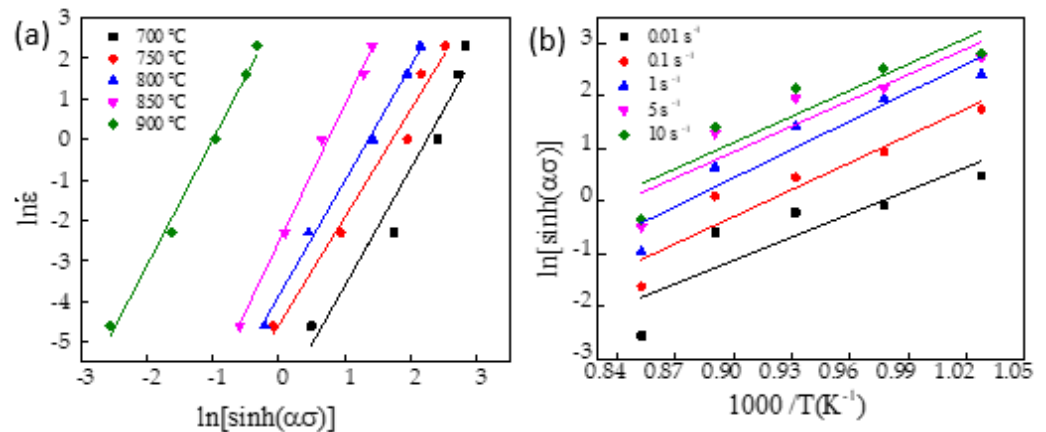 (a)
700 °C
750 °C
800 °C
850 °C
900 °C
3
2
1
0
-1
-2
-3
-4
-5
lnε̇
-3 -2 -1 0 1 2 3
ln[sinh(ασ)]
(b)
0.01 s⁻¹
0.1 s⁻¹
1 s⁻¹
5 s⁻¹
10 s⁻¹
3
2
1
0
-1
-2
-3
ln[sinh(ασ)]
0.84 0.87 0.90 0.93 0.96 0.99 1.02 1.05
1000 /T(K⁻¹)